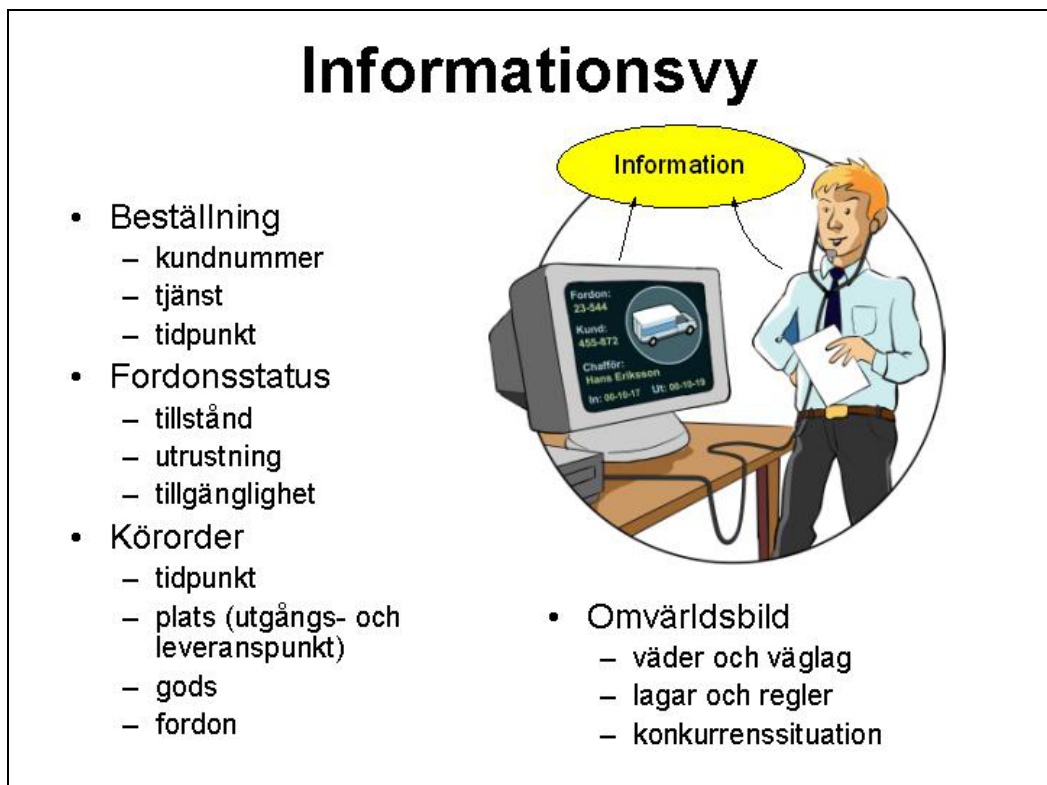 Informationsvy
Information
• Beställning
– kundnummer
– tjänst
– tidpunkt
• Fordonsstatus
– tillstånd
– utrustning
– tillgänglighet
• Körorder
– tidpunkt
– plats (utgångs- och
leveranspunkt)
– gods
– fordon
Fordon:
23-544
Kund:
455-872
Chafför:
Hans Eriksson
In: 00-10-17 Ut: 00-10-19
• Omvärldsbild
– väder och väglag
– lagar och regler
– konkurrenssituation